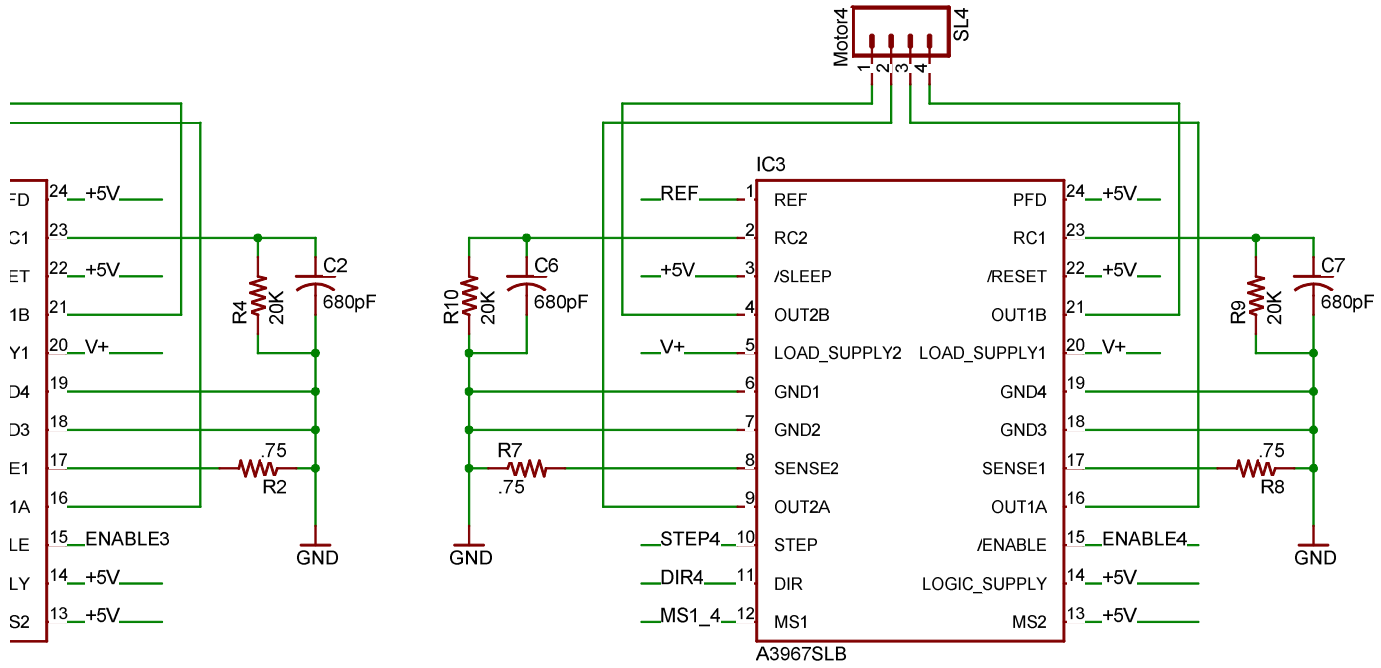 Motor4
SL4
1
2
3
4
FD 24 +5V
C1 23
ET 22 +5V
1B 21
Y1 20 V+
D4 19
D3 18
E1 17
1A 16
LE 15 ENABLE3
LY 14 +5V
S2 13 +5V
R4
20K
C2
680pF
.75
R2
GND
R10
20K
C6
680pF
R7
.75
GND
IC3
REF 1 REF
2 RC2
+5V 3 /SLEEP
4 OUT2B
V+ 5 LOAD_SUPPLY2
6 GND1
7 GND2
8 SENSE2
9 OUT2A
STEP4 10 STEP
DIR4 11 DIR
MS1_4 12 MS1
PFD 24 +5V
RC1 23
/RESET 22 +5V
OUT1B 21
LOAD_SUPPLY1 20 V+
GND4 19
GND3 18
SENSE1 17
OUT1A 16
/ENABLE 15 ENABLE4
LOGIC_SUPPLY 14 +5V
MS2 13 +5V
A3967SLB
R9
20K
C7
680pF
.75
R8
GND